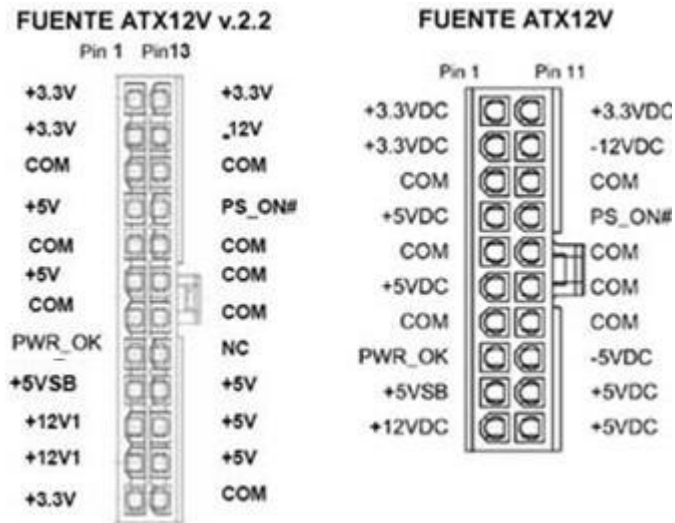 FUENTE ATX12V v.2.2
Pin 1 Pin13
+3.3V +3.3V
+3.3V -12V
COM COM
+5V PS_ON#
COM COM
+5V COM
COM COM
PWR_OK NC
+5VSB +5V
+12V1 +5V
+12V1 +5V
+3.3V COM
FUENTE ATX12V
Pin 1 Pin 11
+3.3VDC +3.3VDC
+3.3VDC -12VDC
COM COM
+5VDC PS_ON#
COM COM
+5VDC COM
COM COM
PWR_OK -5VDC
+5VSB +5VDC
+12VDC +5VDC